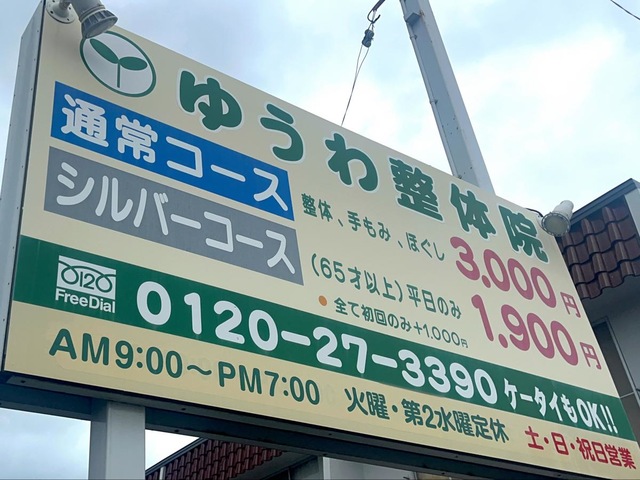 ゆうわ整体院
通常コース 整体、手もみ、ほぐし 3.000円
シルバーコース (65才以上)平日のみ 1.900円
●全て初回のみ+1.000円
0120 FreeDial 0120-27-3390 ケータイもOK!!
AM9:00〜PM7:00 火曜・第2水曜定休 土・日・祝日営業